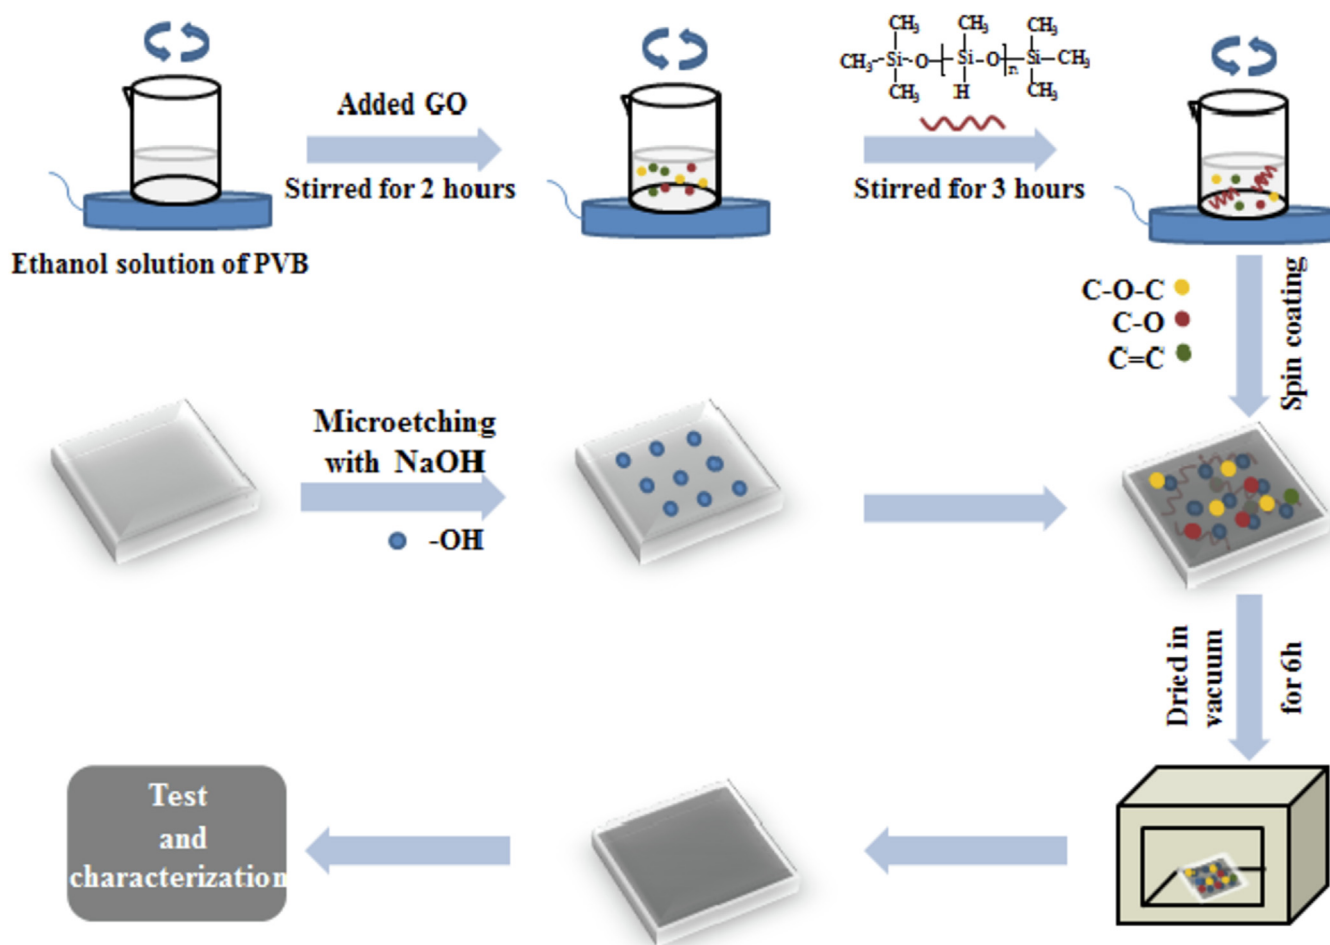 Added GO
Stirred for 2 hours
Ethanol solution of PVB
CH₃ CH₃ CH₃
CH₃-Si-O-[Si-O-]ₙSi-CH₃
CH₃ H CH₃
Stirred for 3 hours
C-O-C
C-O
C=C
Spin coating
Microetching
with NaOH
-OH
Dried in
vacuum
for 6h
Test
and
characterization